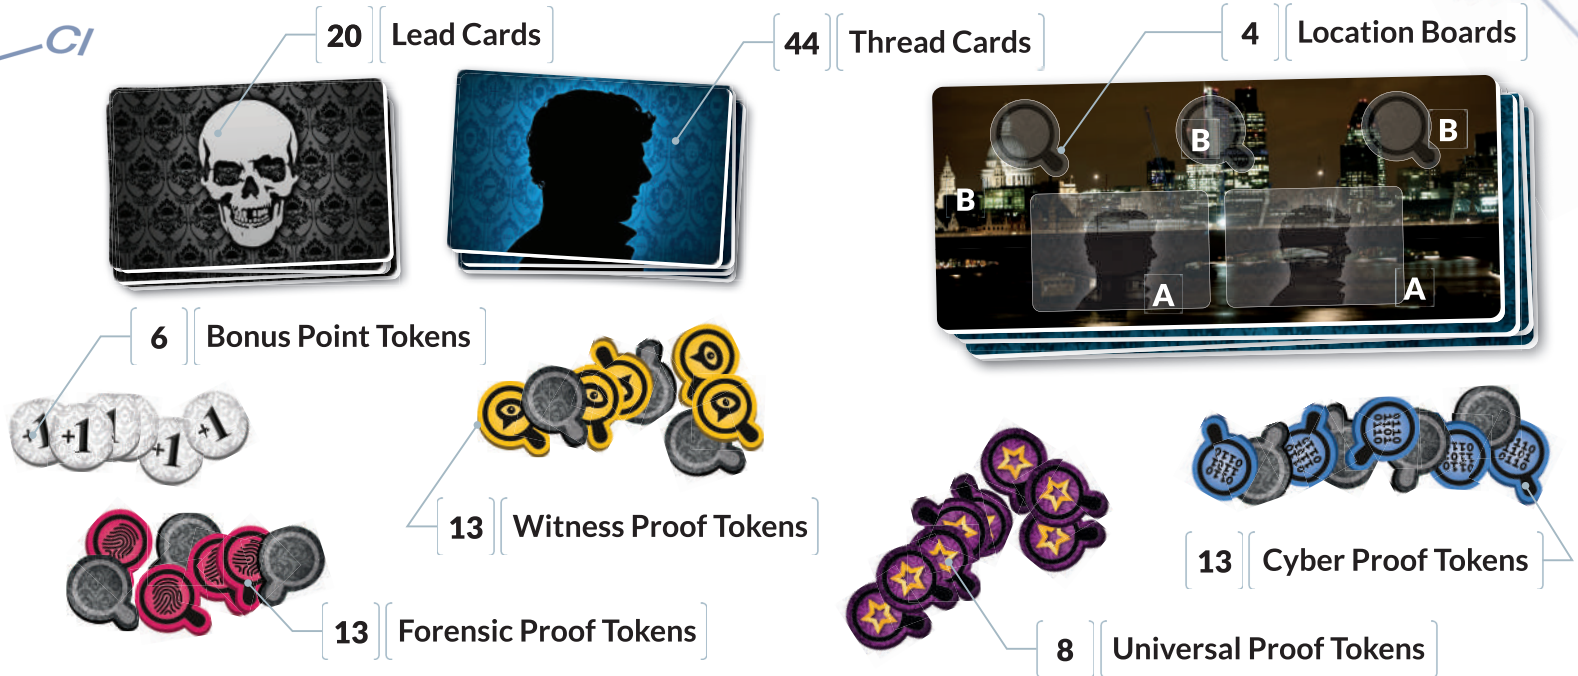 CI
20 Lead Cards
44 Thread Cards
4 Location Boards
B
B
B
A
A
6 Bonus Point Tokens
+1
+1
1
+1
+1
13 Witness Proof Tokens
13 Cyber Proof Tokens
13 Forensic Proof Tokens
8 Universal Proof Tokens